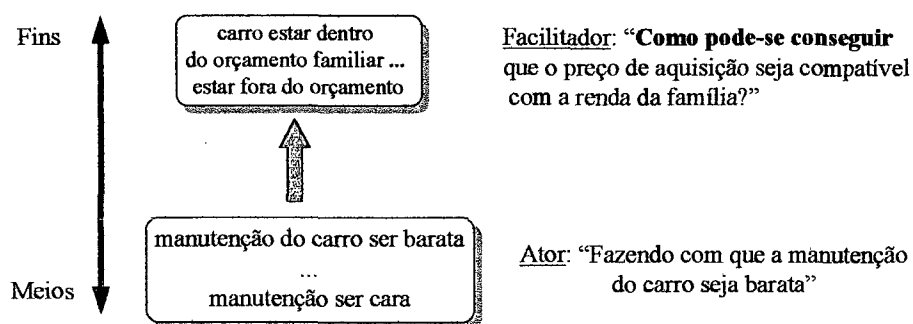 Fins
carro estar dentro
do orçamento familiar ...
estar fora do orçamento
Facilitador: “Como pode-se conseguir
que o preço de aquisição seja compatível
com a renda da família?”
manutenção do carro ser barata
...
manutenção ser cara
Meios
Ator: “Fazendo com que a manutenção
do carro seja barata”